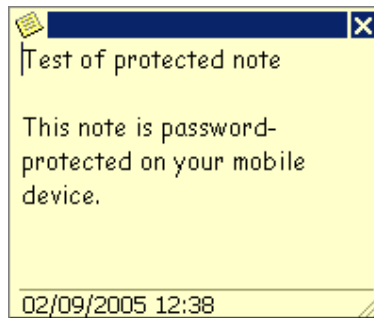 Test of protected note
This note is password-
protected on your mobile
device.
02/09/2005 12:38